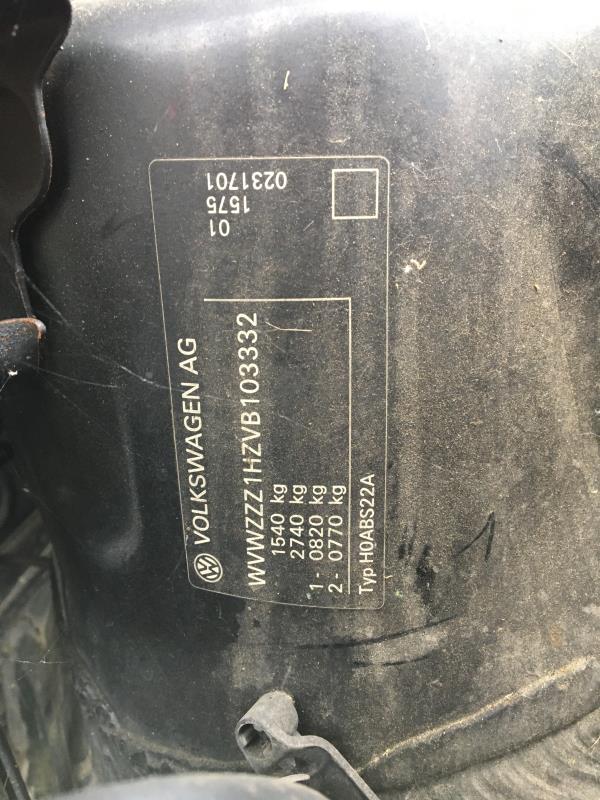 VOLKSWAGEN AG
WVWZZZ1HZVB103332
1540 kg
2740 kg
1- 0820 kg
2- 0770 kg
Typ H0ABS22A
01
1575
0231701